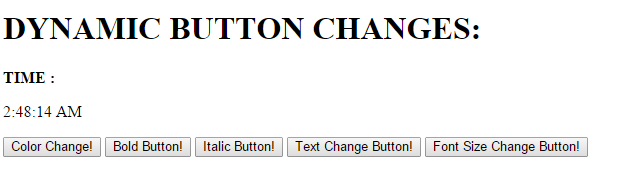 DYNAMIC BUTTON CHANGES:
TIME :
2:48:14 AM
Color Change! Bold Button! Italic Button! Text Change Button! Font Size Change Button!